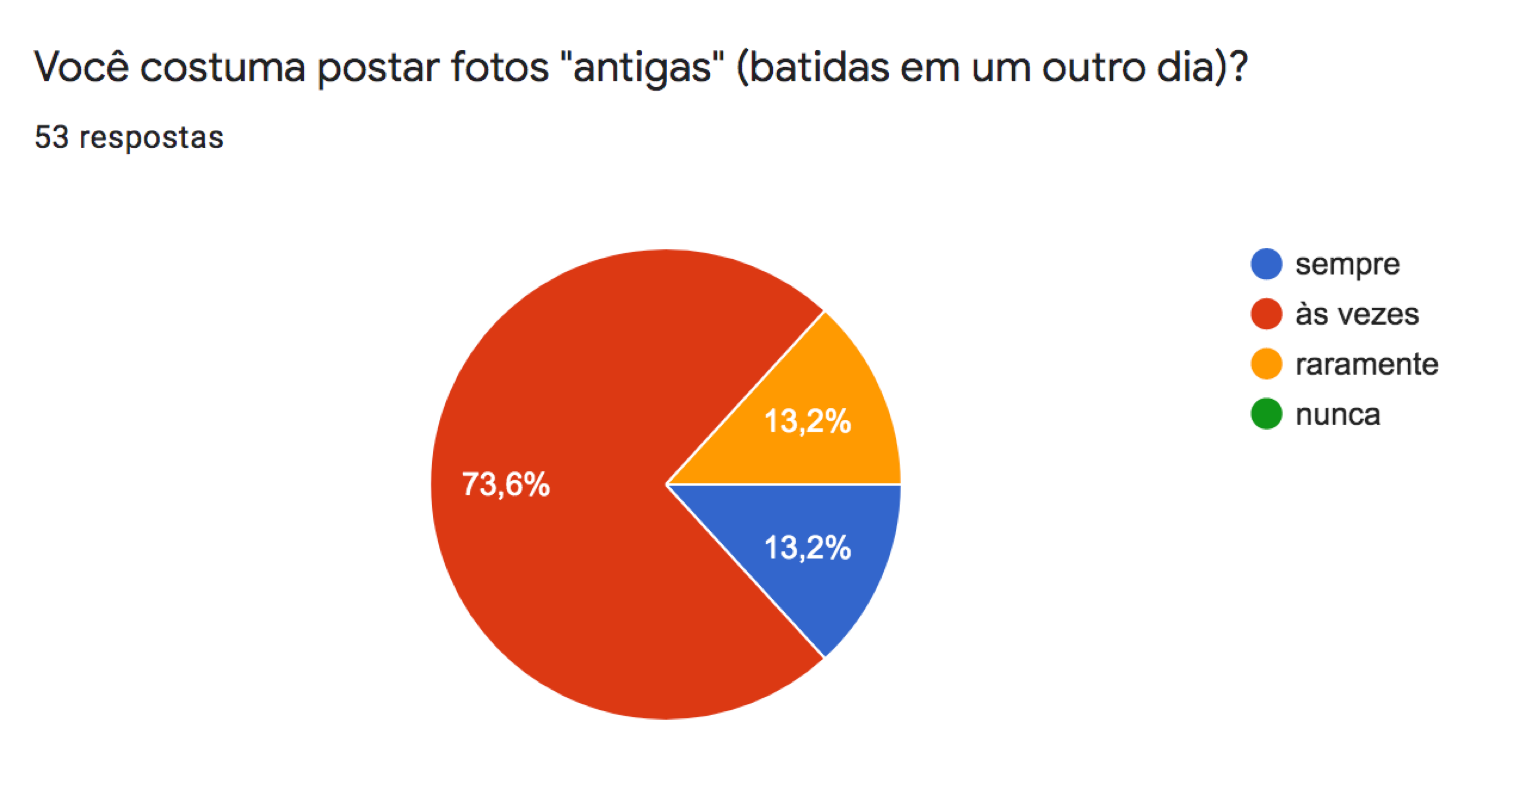 Você costuma postar fotos "antigas" (batidas em um outro dia)?
53 respostas
sempre
às vezes
raramente
nunca
13,2%
73,6%
13,2%